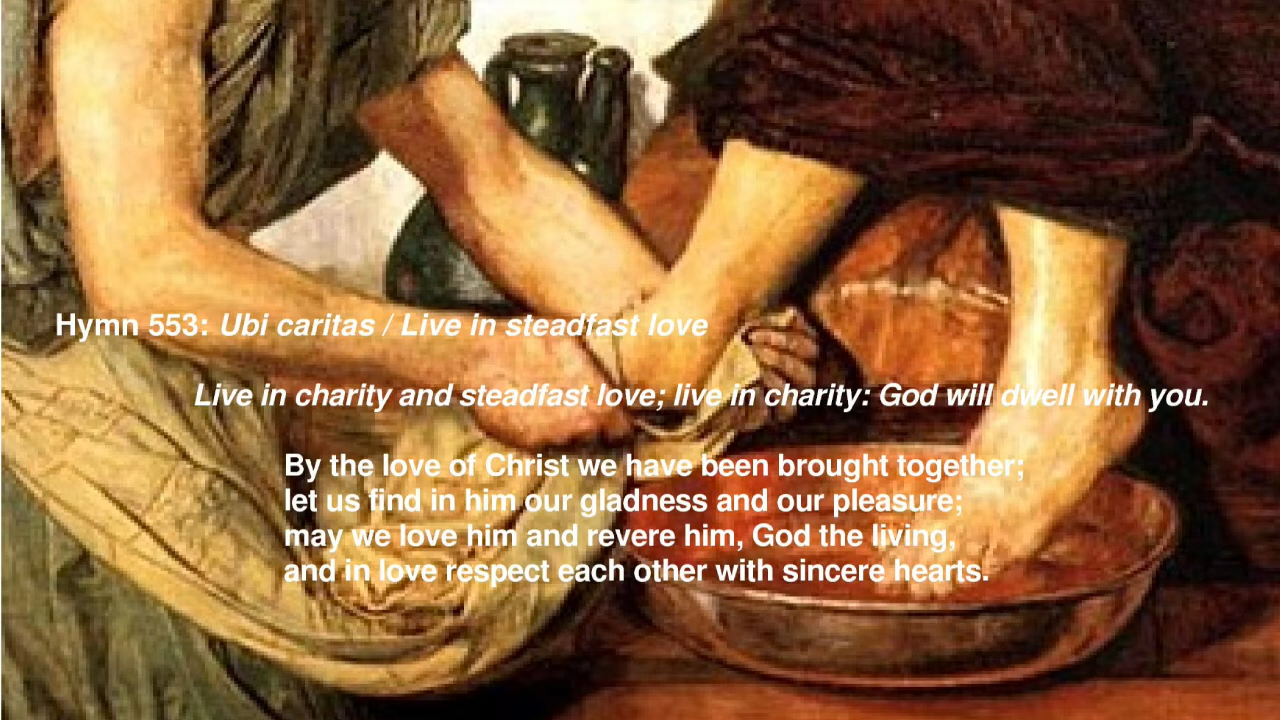 Hymn 553: Ubi caritas / Live in steadfast love
Live in charity and steadfast love; live in charity: God will dwell with you.
By the love of Christ we have been brought together;
let us find in him our gladness and our pleasure;
may we love him and revere him, God the living,
and in love respect each other with sincere hearts.